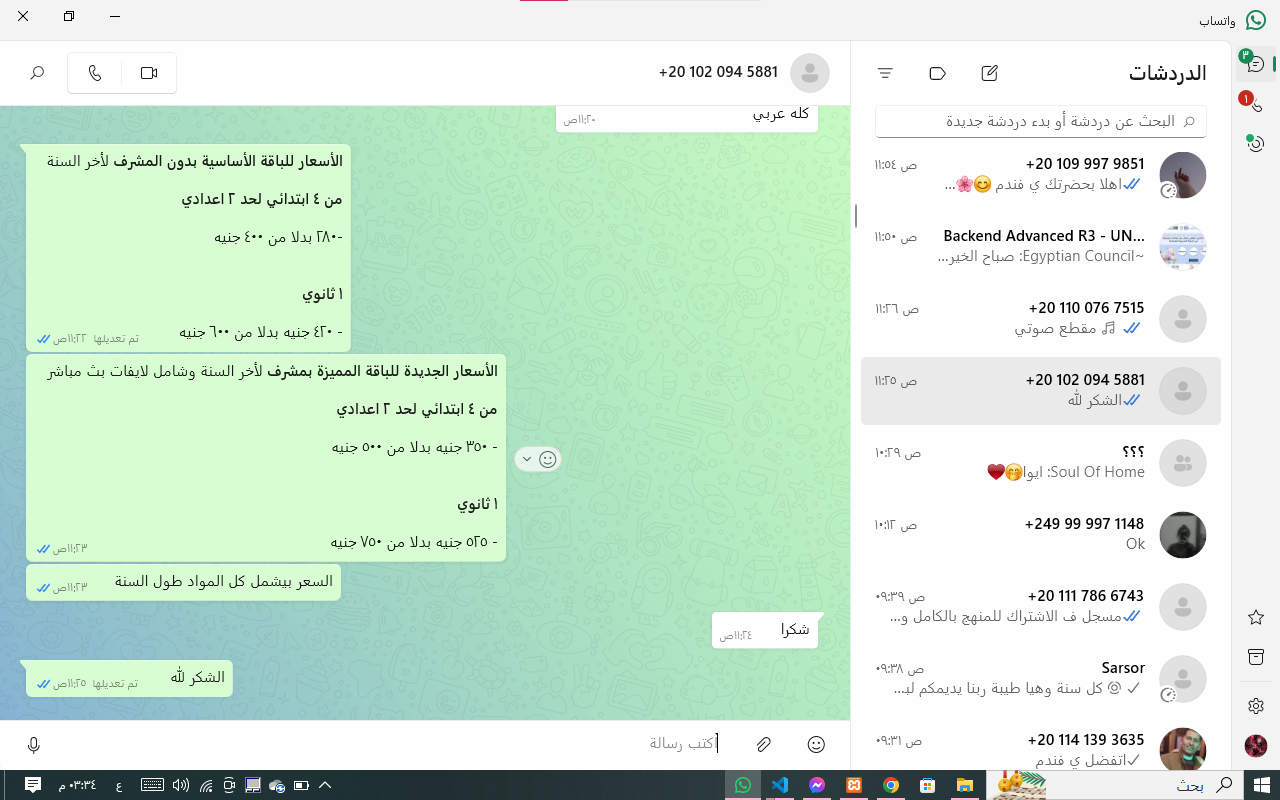 واتساب
٣
١
الدردشات
البحث عن دردشة أو بدء دردشة جديدة
+20 109 997 9851
١١:٥٤ ص
اهلا بحضرتك ي فندم 😊🌸...
Backend Advanced R3 - UN...
١١:٥٠ ص
~Egyptian Council: صباح الخير...
+20 110 076 7515
١١:٢٦ ص
مقطع صوتي
+20 102 094 5881
١١:٢٥ ص
الشكر لله
؟؟؟
١٠:٢٩ ص
Soul Of Home: ايوا🤭♥
+249 99 997 1148
١٠:١٢ ص
Ok
+20 111 786 6743
٠٩:٣٩ ص
مسجل ف الاشتراك للمنهج بالكامل و...
Sarsor
٠٩:٣٨ ص
كل سنة وهيا طيبة ربنا يديمكم لب...
+20 114 139 3635
٠٩:٣١ ص
اتفضل ي فندم
+20 102 094 5881
كله عربي
١١:٢٠ص
الأسعار للباقة الأساسية بدون المشرف لأخر السنة
من ٤ ابتدائي لحد ٢ اعدادي
-٢٨٠ بدلا من ٤٠٠ جنيه
١ ثانوي
- ٤٢٠ جنيه بدلا من ٦٠٠ جنيه
تم تعديلها ١١:٢٢ص
الأسعار الجديدة للباقة المميزة بمشرف لأخر السنة وشامل لايفات بث مباشر
من ٤ ابتدائي لحد ٢ اعدادي
- ٣٥٠ جنيه بدلا من ٥٠٠ جنيه
١ ثانوي
- ٥٢٥ جنيه بدلا من ٧٥٠ جنيه
١١:٢٣ص
السعر بيشمل كل المواد طول السنة
١١:٢٣ص
شكرا
١١:٢٤ص
الشكر لله
تم تعديلها ١١:٢٥ص
اكتب رسالة
بحث
ع
٠٣:٣٤ م